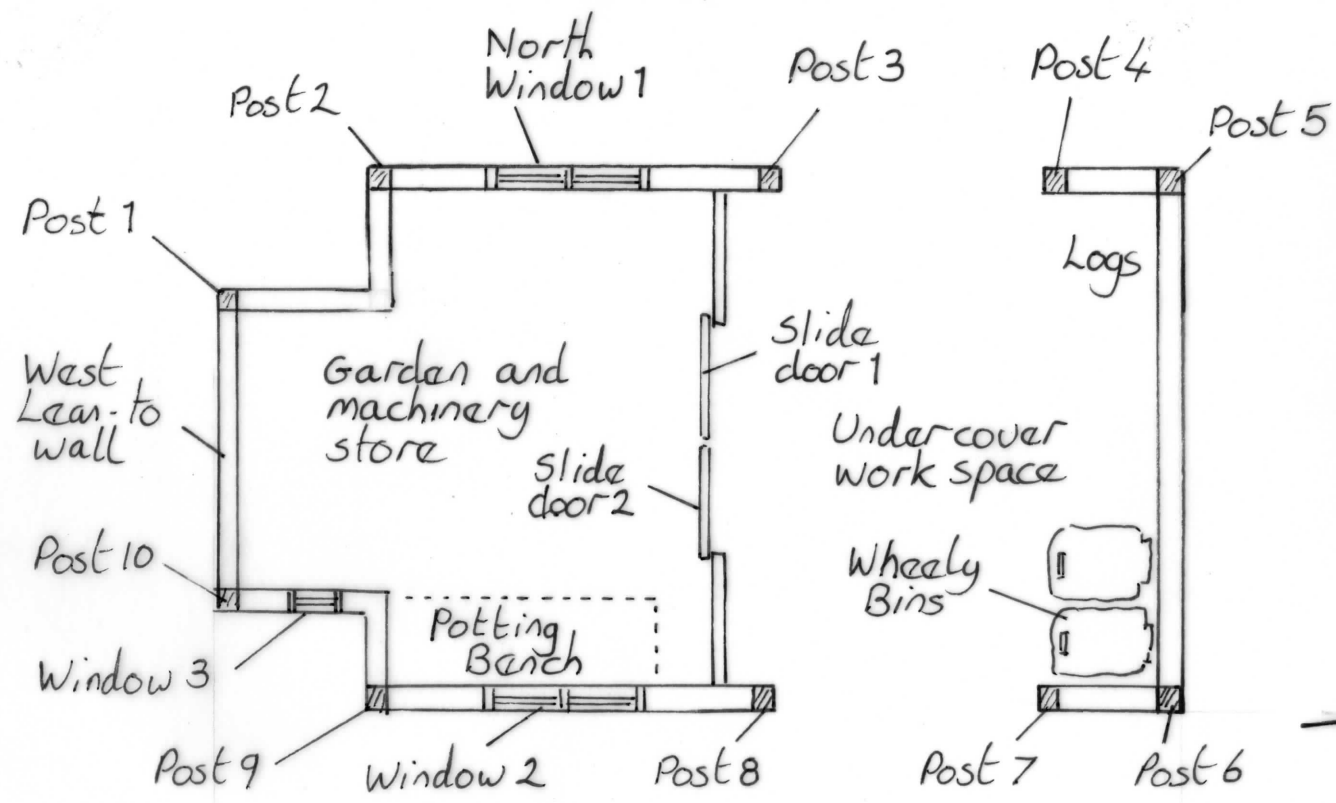 North
Window 1
Post 3
Post 4
Post 2
Post 5
Post 1
Logs
Slide
door 1
West
Lean-to
wall
Garden and
machinery
store
Undercover
work space
Slide
door 2
Post 10
Wheely
Bins
Potting
Bench
Window 3
Post 9
Window 2
Post 8
Post 7
Post 6